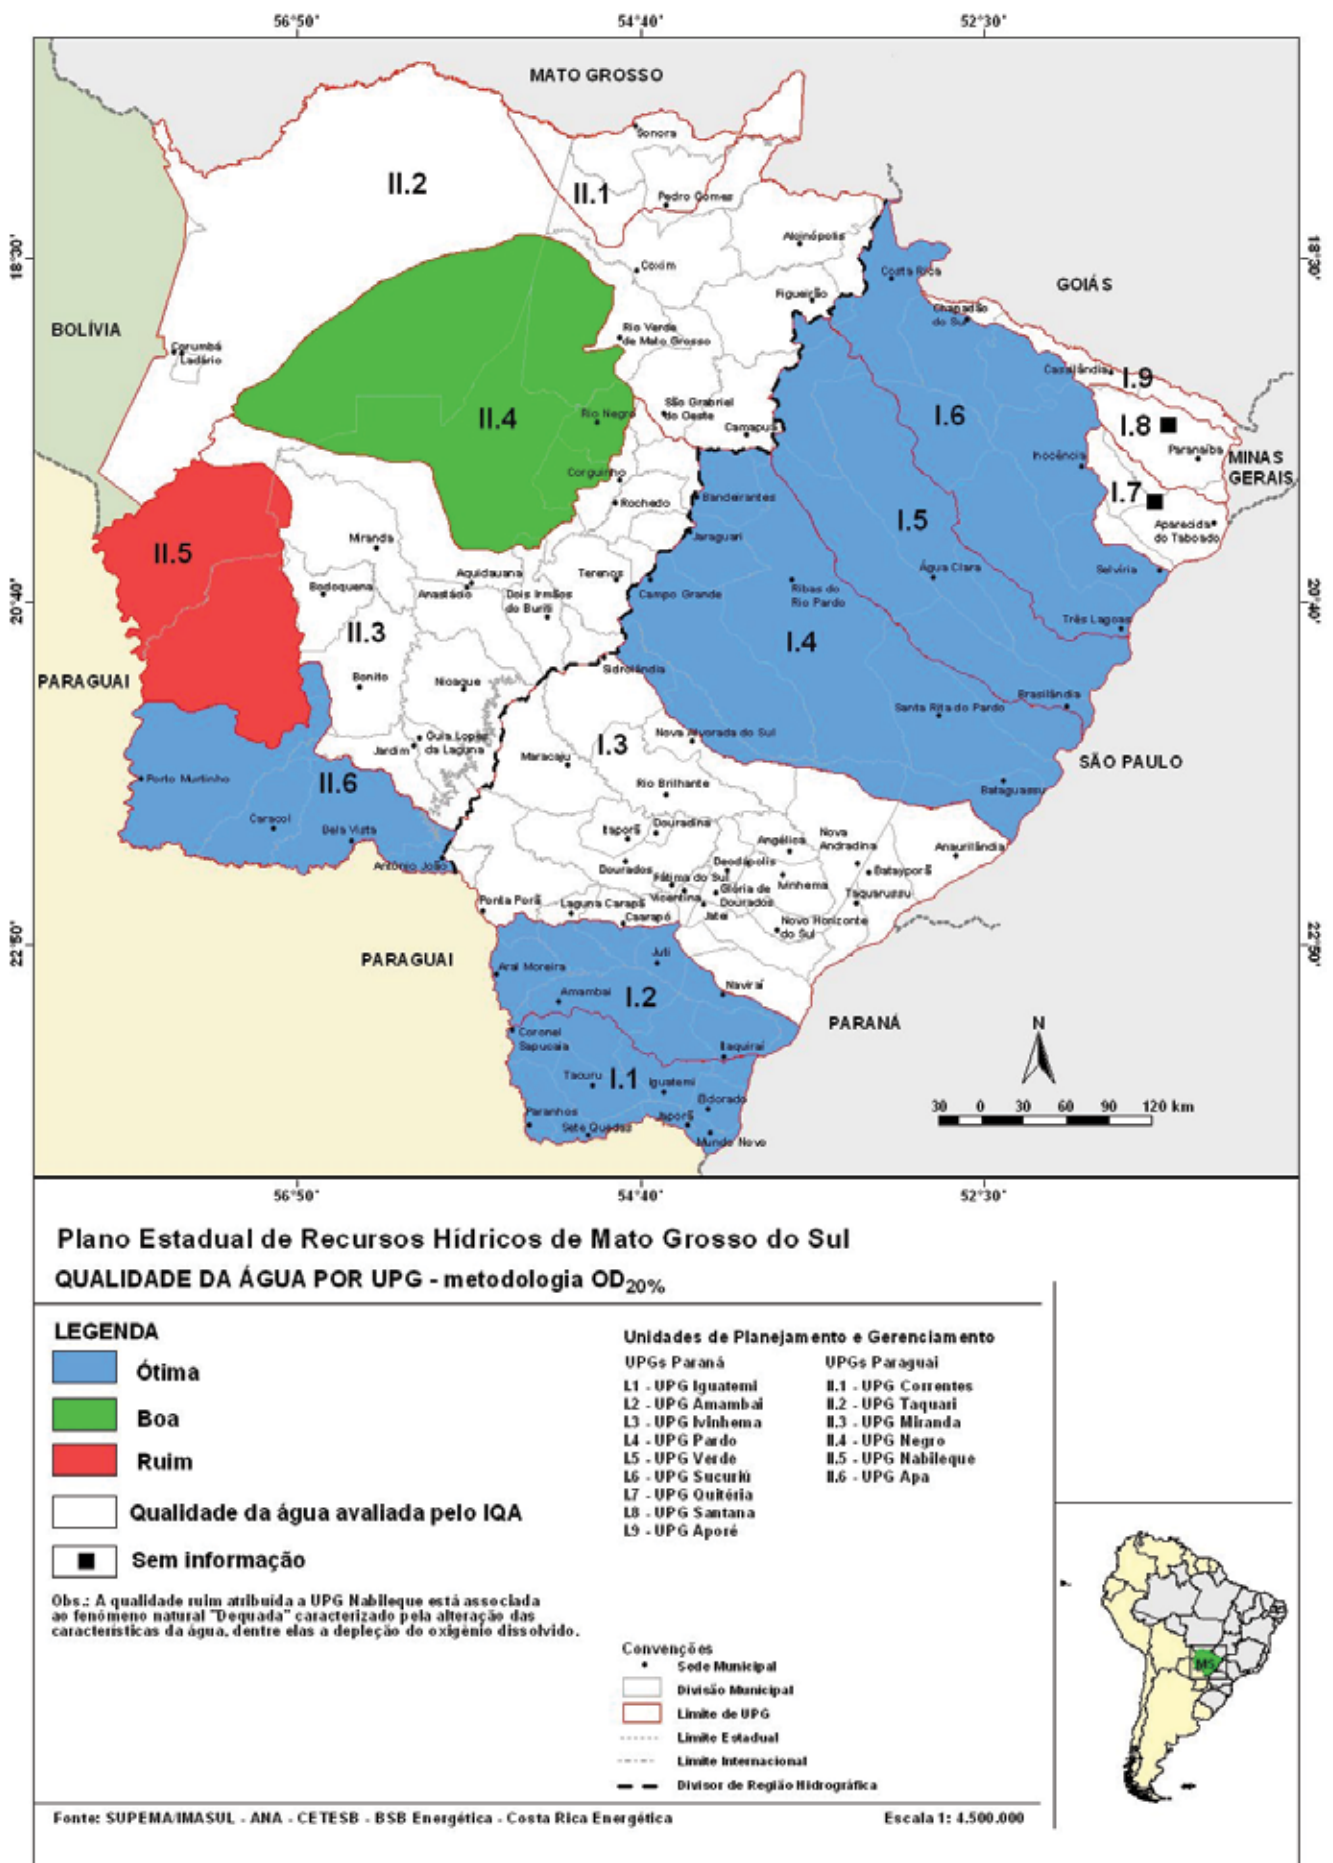 56°50'
54°40'
52°30'
MATO GROSSO
Sonora
II.2
II.1
Pedro Gomes
Alcinópolis
18°30'
18°30'
Coxim
Costa Rica
GOIÁS
Figueirão
Chapadão
do Sul
BOLÍVIA
Rio Verde
de Mato Grosso
Corumbá
Ladário
Cassilândia
I.9
São Grabriel
do Oeste
II.4
Rio Negro
I.6
I.8
Camapuã
Paranaíba
MINAS
GERAIS
Inocência
Corguinho
I.7
Bandeirantes
Rochedo
I.5
Aparecida
do Taboado
Jaraguari
Miranda
II.5
Aquidauana
Terenos
Água Clara
Selvíria
Bodoquena
Anastácio
Dois Irmãos
do Buriti
Campo Grande
Ribas do
Rio Pardo
20°40'
20°40'
Três Lagoas
II.3
I.4
Sidrolândia
PARAGUAI
Bonito
Nioaque
Brasilândia
Santa Rita do Pardo
Guia Lopes
da Laguna
Jardim
Nova Alvorada do Sul
I.3
Maracaju
SÃO PAULO
Porto Murtinho
II.6
Rio Brilhante
Bataguassu
Caracol
Bela Vista
Itaporã
Douradina
Angélica
Nova
Andradina
Anaurilândia
Antônio João
Dourados
Deodápolis
Batayporã
Fátima do Sul
Ivinhema
Vicentina
Glória de
Dourados
Taquarussu
Ponta Porã
Laguna Carapã
Jateí
Caarapó
Novo Horizonte
do Sul
22°50'
22°50'
PARAGUAI
Juti
Aral Moreira
Naviraí
Amambai
I.2
PARANÁ
Coronel
Sapucaia
Itaquiraí
N
Tacuru
I.1
Iguatemi
Eldorado
30 0 30 60 90 120 km
Paranhos
Japorã
Sete Quedas
Mundo Novo
56°50'
54°40'
52°30'
Plano Estadual de Recursos Hídricos de Mato Grosso do Sul
QUALIDADE DA ÁGUA POR UPG - metodologia OD20%
LEGENDA
Ótima
Boa
Ruim
Qualidade da água avaliada pelo IQA
Sem informação
Obs.: A qualidade ruim atribuída a UPG Nabileque está associada
ao fenômeno natural "Dequada" caracterizado pela alteração das
características da água, dentre elas a depleção do oxigênio dissolvido.
Unidades de Planejamento e Gerenciamento
UPGs Paraná
I.1 - UPG Iguatemi
I.2 - UPG Amambai
I.3 - UPG Ivinhema
I.4 - UPG Pardo
I.5 - UPG Verde
I.6 - UPG Sucuriú
I.7 - UPG Quitéria
I.8 - UPG Santana
I.9 - UPG Aporé
UPGs Paraguai
II.1 - UPG Correntes
II.2 - UPG Taquari
II.3 - UPG Miranda
II.4 - UPG Negro
II.5 - UPG Nabileque
II.6 - UPG Apa
Convenções
Sede Municipal
Divisão Municipal
Limite de UPG
Limite Estadual
Limite Internacional
Divisor de Região Hidrográfica
MS
Fonte: SUPEMA/IMASUL - ANA - CETESB - BSB Energética - Costa Rica Energética
Escala 1: 4.500.000